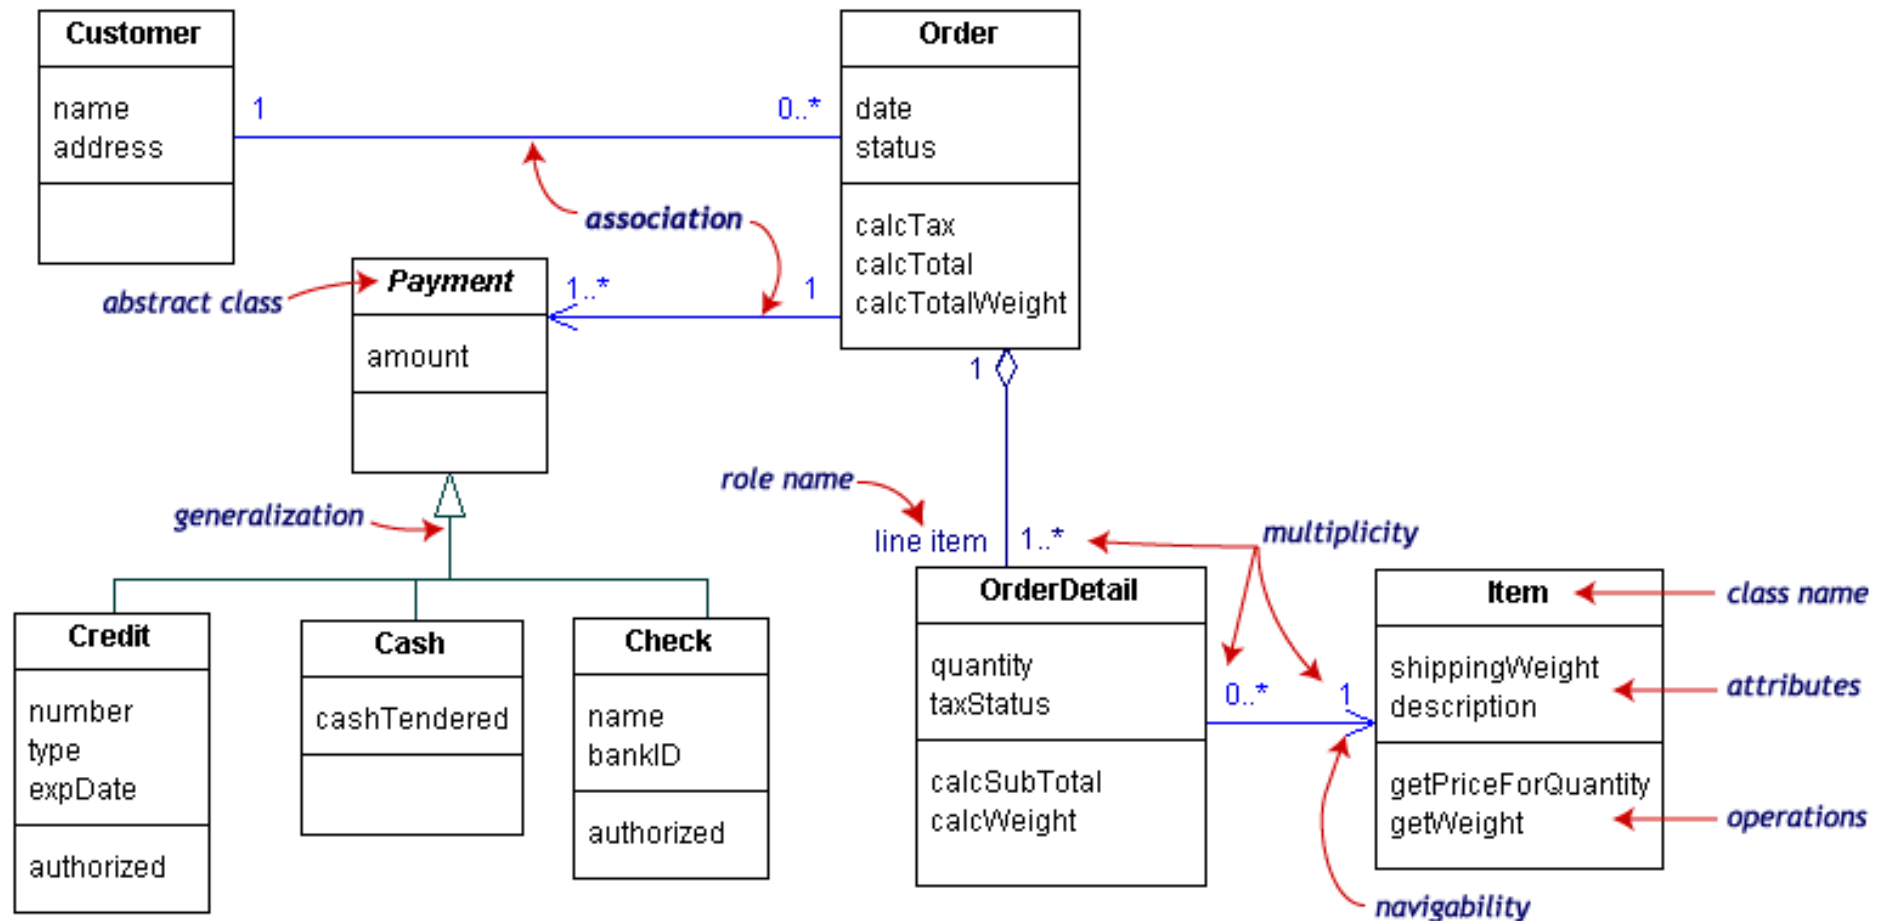 Customer
name
address
1
0..*
Order
date
status
calcTax
calcTotal
calcTotalWeight
association
abstract class
Payment
amount
1..*
1
1
generalization
role name
line item
1..*
multiplicity
Credit
number
type
expDate
authorized
Cash
cashTendered
Check
name
bankID
authorized
OrderDetail
quantity
taxStatus
calcSubTotal
calcWeight
0..*
1
Item
shippingWeight
description
getPriceForQuantity
getWeight
class name
attributes
operations
navigability